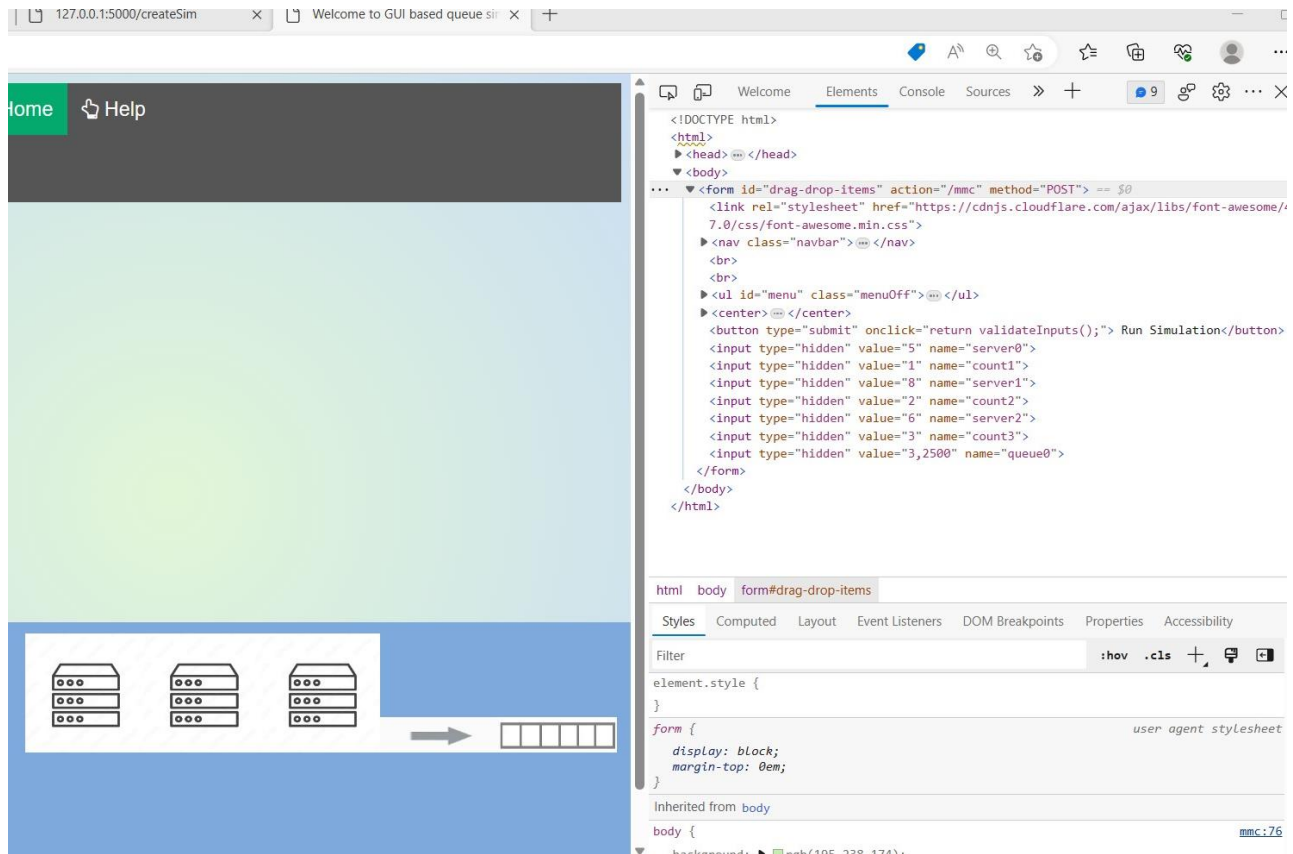 127.0.0.1:5000/createSim
Welcome to GUI based queue sir
Home
Help
Welcome
Elements
Console
Sources
9
<!DOCTYPE html>
<html>
<head> ... </head>
<body>
... <form id="drag-drop-items" action="/mmc" method="POST"> == $0
<link rel="stylesheet" href="https://cdnjs.cloudflare.com/ajax/libs/font-awesome/4
7.0/css/font-awesome.min.css">
<nav class="navbar"> ... </nav>
<br>
<br>
<ul id="menu" class="menuOff"> ... </ul>
<center> ... </center>
<button type="submit" onclick="return validateInputs();"> Run Simulation</button>
<input type="hidden" value="5" name="server0">
<input type="hidden" value="1" name="count1">
<input type="hidden" value="8" name="server1">
<input type="hidden" value="2" name="count2">
<input type="hidden" value="6" name="server2">
<input type="hidden" value="3" name="count3">
<input type="hidden" value="3,2500" name="queue0">
</form>
</body>
</html>
html body form#drag-drop-items
Styles Computed Layout Event Listeners DOM Breakpoints Properties Accessibility
Filter :hov .cls
element.style {
}
form { user agent stylesheet
display: block;
margin-top: 0em;
}
Inherited from body
body { mmc:76
background: rgb(195 238 174);